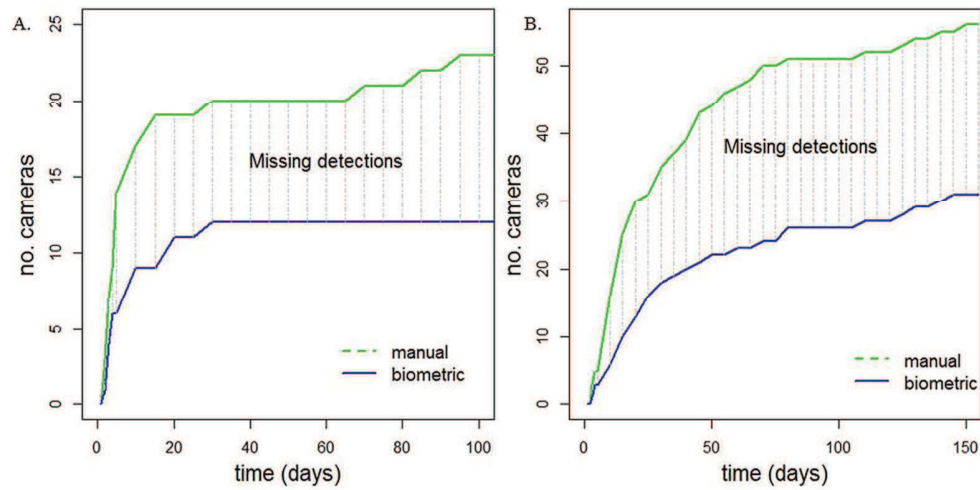 A.
no. cameras
25
20
15
10
5
0
Missing detections
manual
biometric
0 20 40 60 80 100
time (days)
B.
no. cameras
50
40
30
20
10
0
Missing detections
manual
biometric
0 50 100 150
time (days)